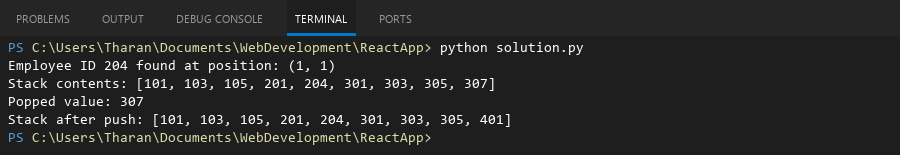 PROBLEMS OUTPUT DEBUG CONSOLE TERMINAL PORTS
PS C:\Users\Tharan\Documents\WebDevelopment\ReactApp> python solution.py
Employee ID 204 found at position: (1, 1)
Stack contents: [101, 103, 105, 201, 204, 301, 303, 305, 307]
Popped value: 307
Stack after push: [101, 103, 105, 201, 204, 301, 303, 305, 401]
PS C:\Users\Tharan\Documents\WebDevelopment\ReactApp>